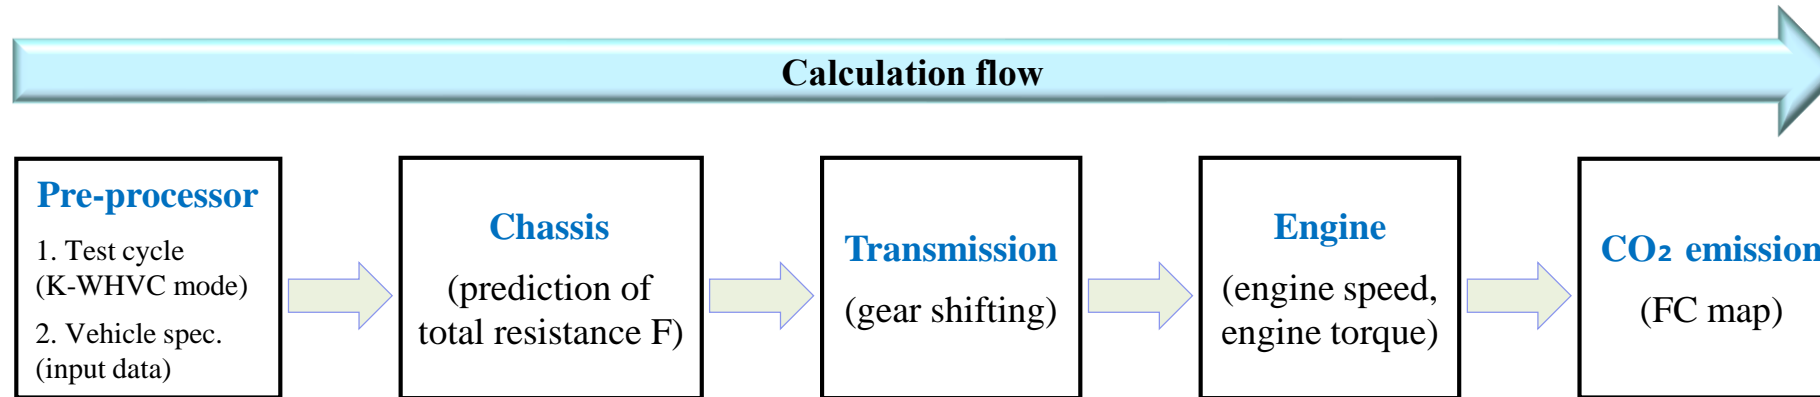 Calculation flow
Pre-processor
1. Test cycle
(K-WHVC mode)
2. Vehicle spec.
(input data)
Chassis
(prediction of
total resistance F)
Transmission
(gear shifting)
Engine
(engine speed,
engine torque)
CO₂ emission
(FC map)